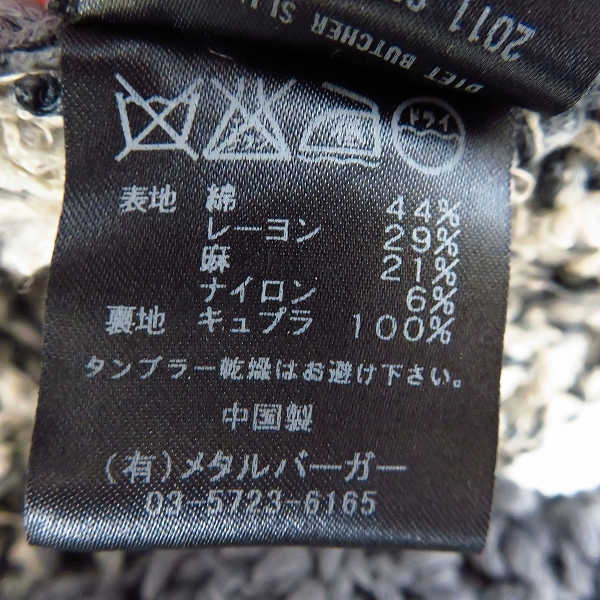 2011
DIET BUTCHER SLIM
ドライ
表地 綿 44%
レーヨン 29%
麻 21%
ナイロン 6%
裏地 キュプラ 100%
タンブラー乾燥はお避け下さい。
中国製
(有)メタルバーガー
03-5723-6165